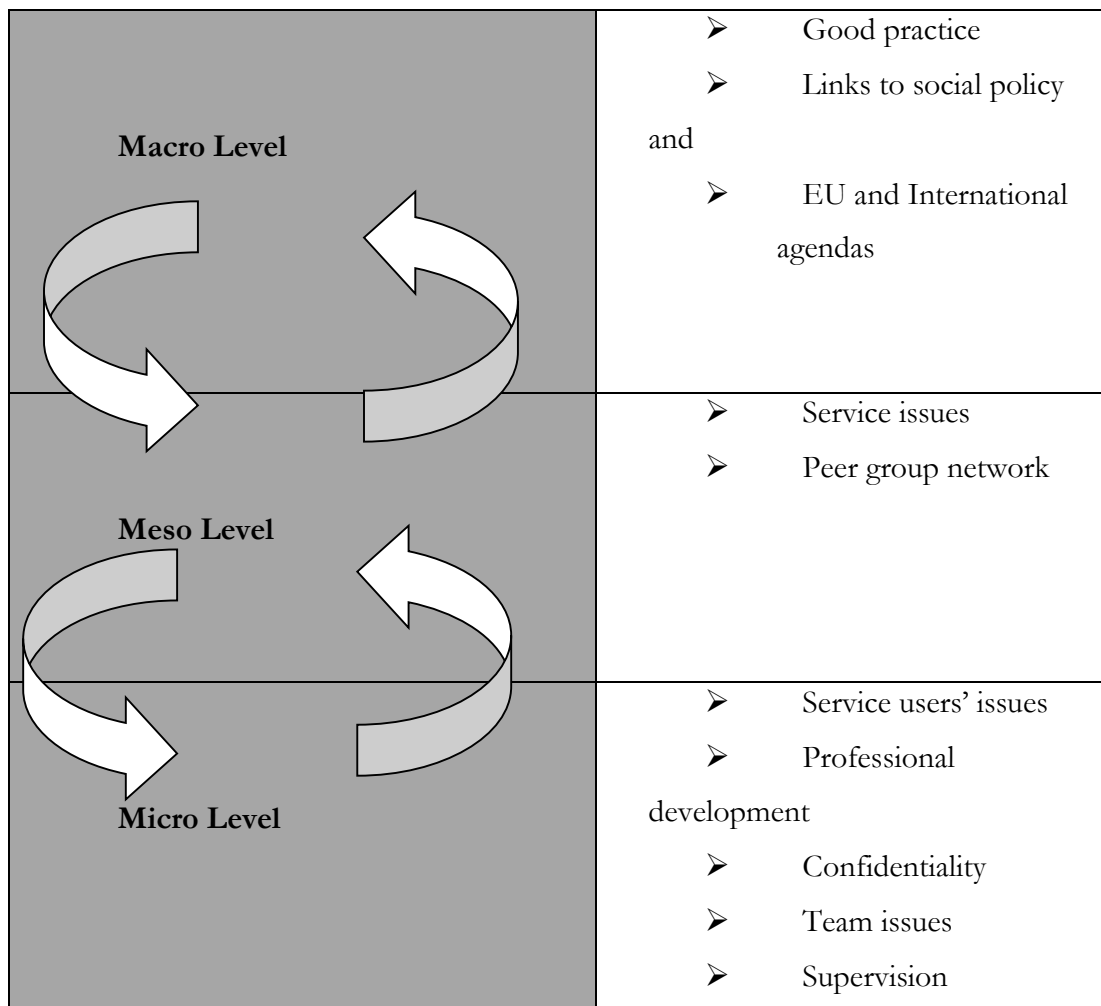 Macro Level
➢ Good practice
➢ Links to social policy
and
➢ EU and International
agendas
Meso Level
➢ Service issues
➢ Peer group network
Micro Level
➢ Service users’ issues
➢ Professional
development
➢ Confidentiality
➢ Team issues
➢ Supervision